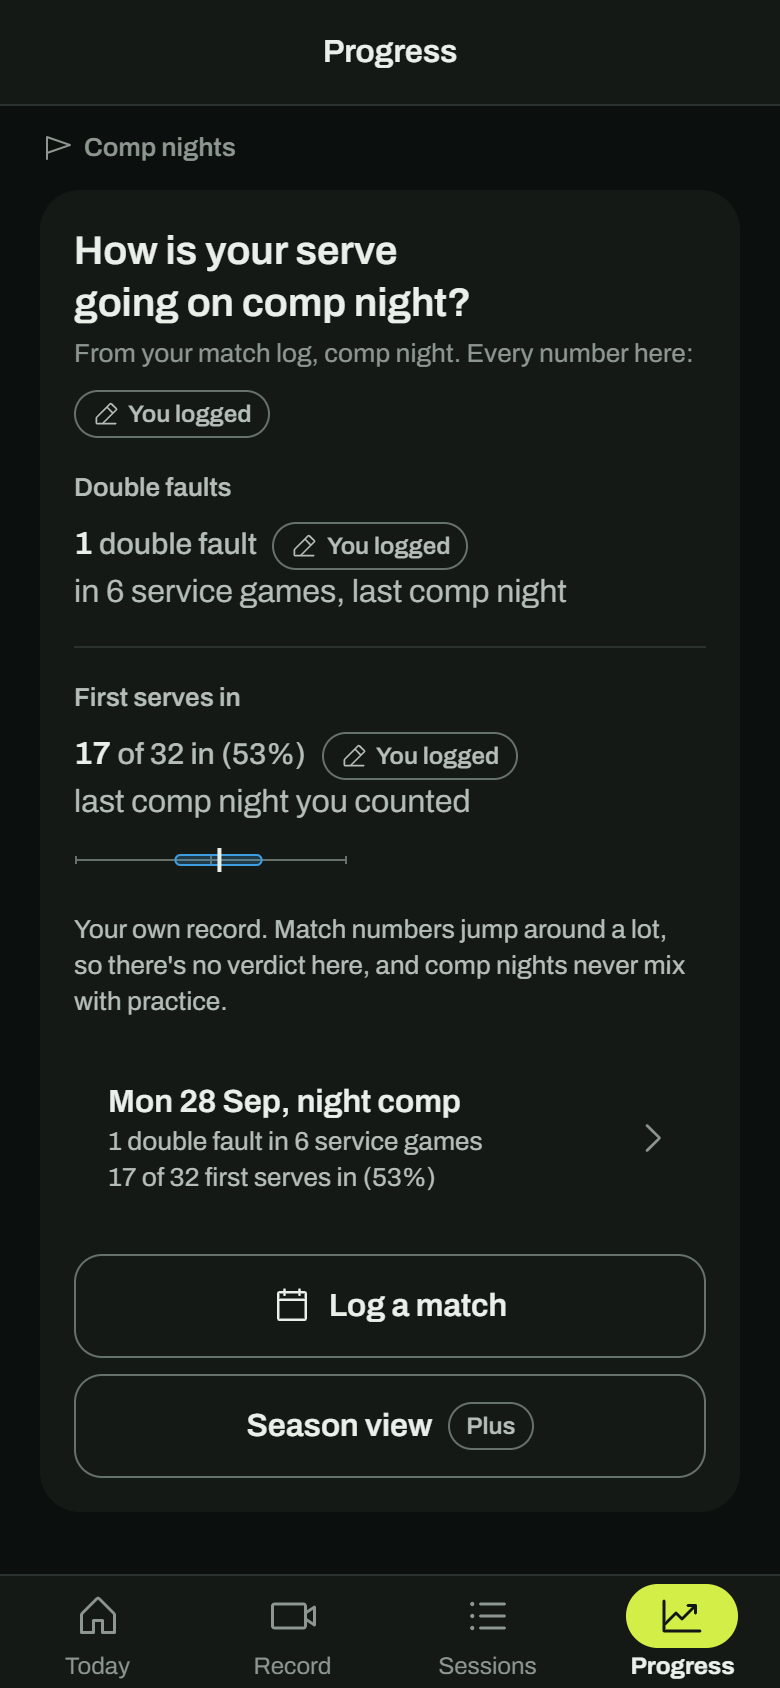 Progress
Comp nights
How is your serve
going on comp night?
From your match log, comp night. Every number here:
You logged
Double faults
1 double fault You logged
in 6 service games, last comp night
First serves in
17 of 32 in (53%) You logged
last comp night you counted
Your own record. Match numbers jump around a lot,
so there's no verdict here, and comp nights never mix
with practice.
Mon 28 Sep, night comp
1 double fault in 6 service games
17 of 32 first serves in (53%)
Log a match
Season view Plus
Today Record Sessions Progress